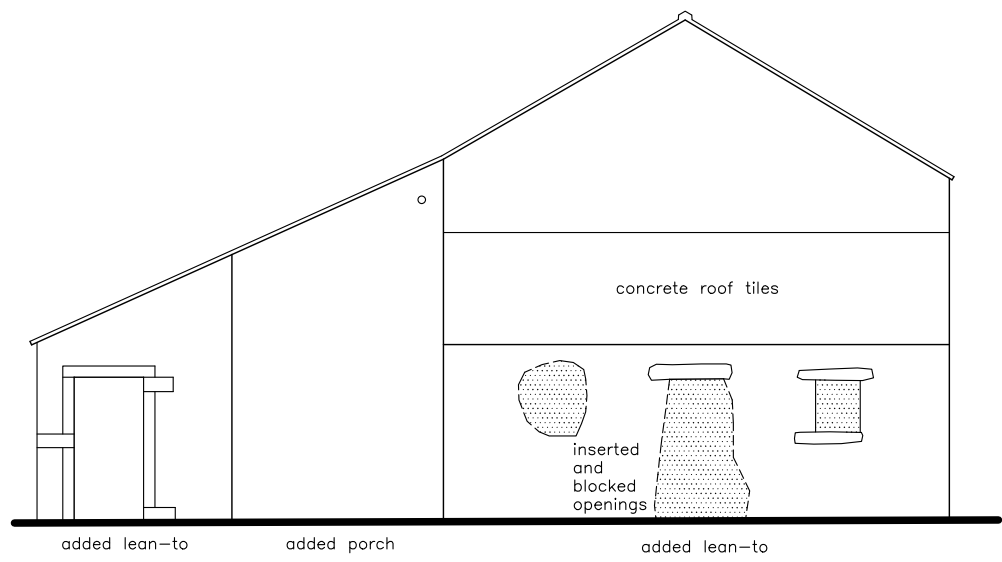 concrete roof tiles
inserted
and
blocked
openings
added lean-to
added porch
added lean-to